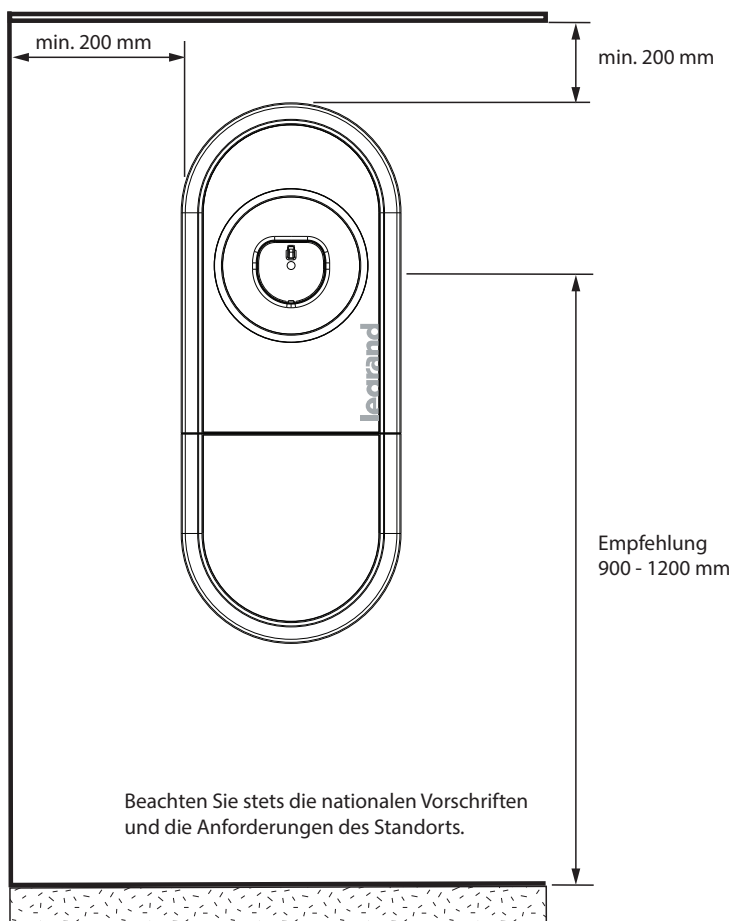 min. 200 mm
min. 200 mm
legrand
Empfehlung
900 - 1200 mm
Beachten Sie stets die nationalen Vorschriften
und die Anforderungen des Standorts.